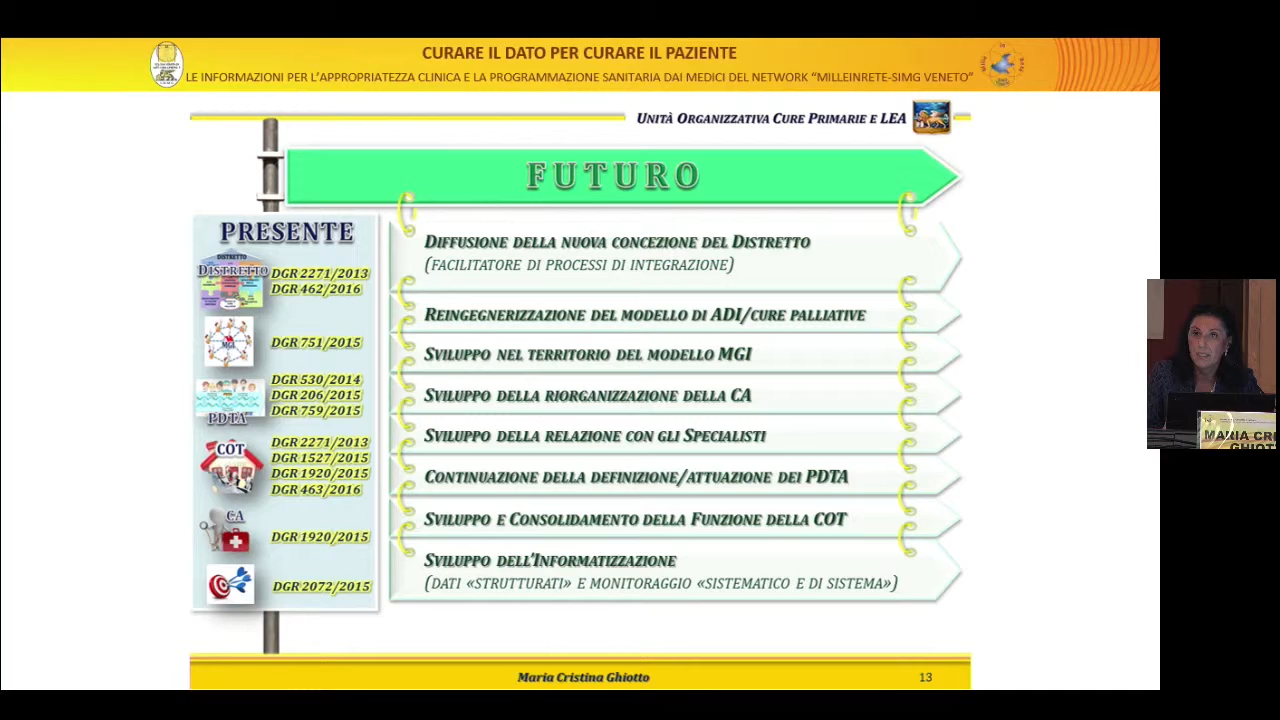 CURARE IL DATO PER CURARE IL PAZIENTE
LE INFORMAZIONI PER L'APPROPRIATEZZA CLINICA E LA PROGRAMMAZIONE SANITARIA DAI MEDICI DEL NETWORK "MILLEINRETE-SIMG VENETO"
UNITÀ ORGANIZZATIVA CURE PRIMARIE E LEA
FUTURO
PRESENTE
DISTRETTO
DISTRETTO
DGR 2271/2013
DGR 462/2016
MGI
DGR 751/2015
DGR 530/2014
DGR 206/2015
DGR 759/2015
PDTA
COT
DGR 2271/2013
DGR 1527/2015
DGR 1920/2015
DGR 463/2016
CA
DGR 1920/2015
DGR 2072/2015
DIFFUSIONE DELLA NUOVA CONCEZIONE DEL DISTRETTO
(FACILITATORE DI PROCESSI DI INTEGRAZIONE)
REINGEGNERIZZAZIONE DEL MODELLO DI ADI/CURE PALLIATIVE
SVILUPPO NEL TERRITORIO DEL MODELLO MGI
SVILUPPO DELLA RIORGANIZZAZIONE DELLA CA
SVILUPPO DELLA RELAZIONE CON GLI SPECIALISTI
CONTINUAZIONE DELLA DEFINIZIONE/ATTUAZIONE DEI PDTA
SVILUPPO E CONSOLIDAMENTO DELLA FUNZIONE DELLA COT
SVILUPPO DELL'INFORMATIZZAZIONE
(DATI «STRUTTURATI» E MONITORAGGIO «SISTEMATICO E DI SISTEMA»)
Maria Cristina Ghiotto
13
MARIA CRI
GHIOT